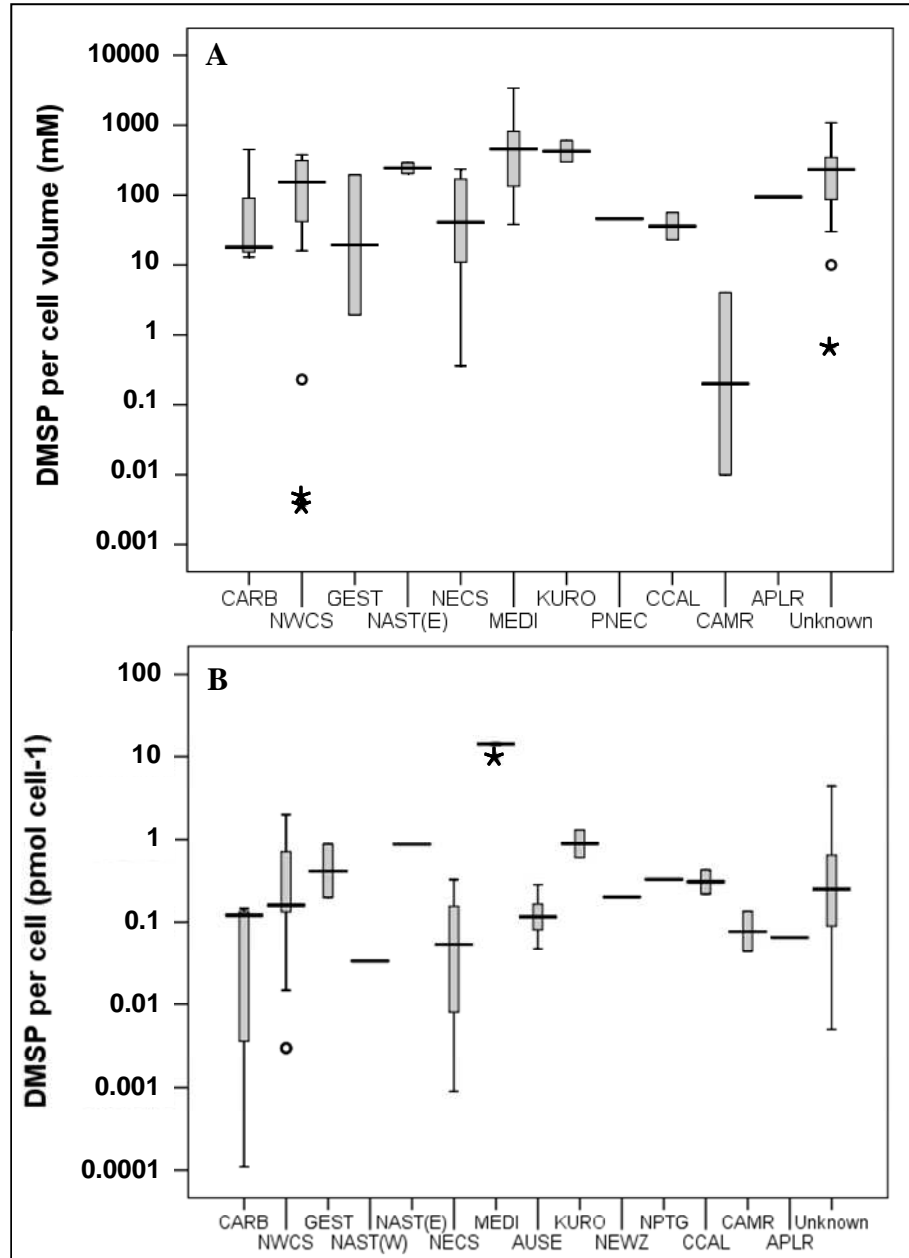 A
DMSP per cell volume (mM)
10000
1000
100
10
1
0.1
0.01
0.001
CARB
NWCS
GEST
NAST(E)
NECS
MEDI
KURO
PNEC
CCAL
CAMR
APLR
Unknown
B
DMSP per cell (pmol cell-1)
100
10
1
0.1
0.01
0.001
0.0001
CARB
NWCS
GEST
NAST(W)
NAST(E)
NECS
MEDI
AUSE
KURO
NEWZ
NPTG
CCAL
CAMR
APLR
Unknown